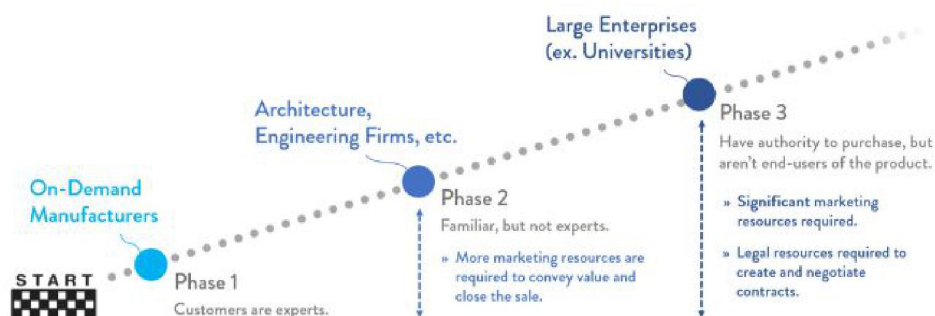 Large Enterprises
(ex. Universities)
Architecture,
Engineering Firms, etc.
Phase 3
Have authority to purchase, but
aren't end-users of the product.
On-Demand
Manufacturers
Phase 2
Familiar, but not experts.
» Significant marketing
resources required.
» More marketing resources are
required to convey value and
close the sale.
» Legal resources required to
create and negotiate
contracts.
START
Phase 1
Customers are experts.